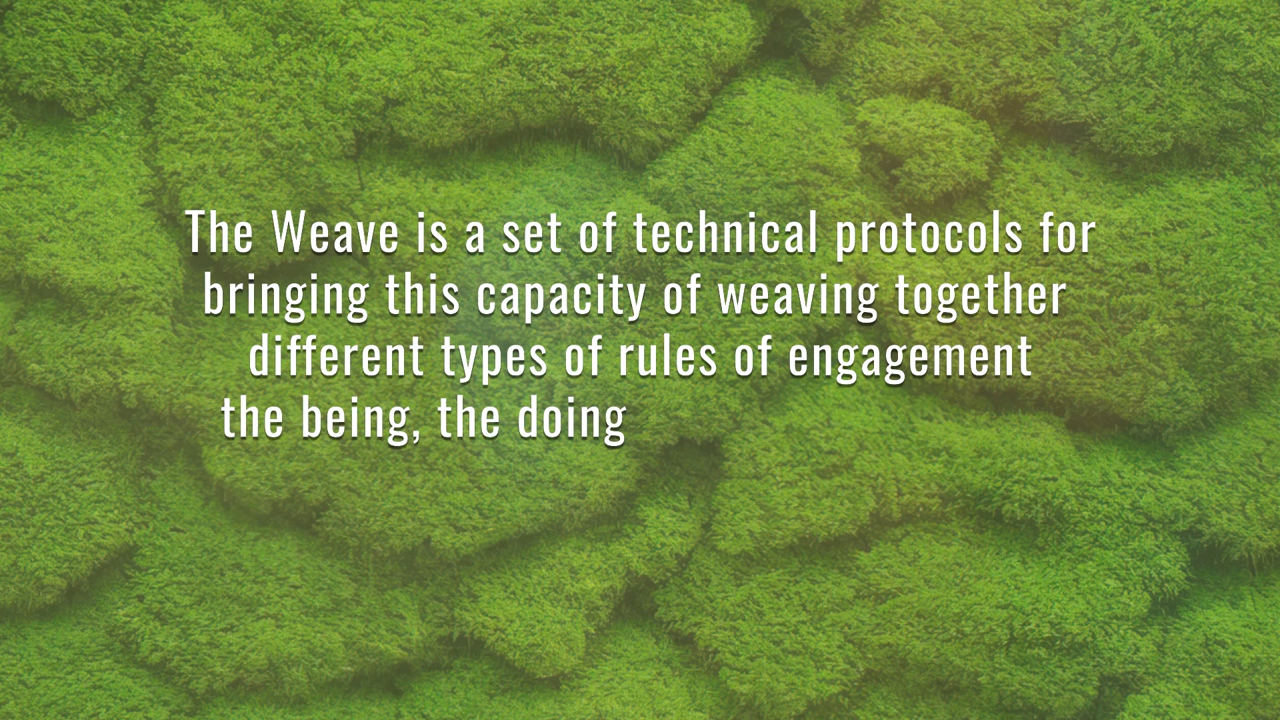 The Weave is a set of technical protocols for
bringing this capacity of weaving together
different types of rules of engagement
the being, the doing